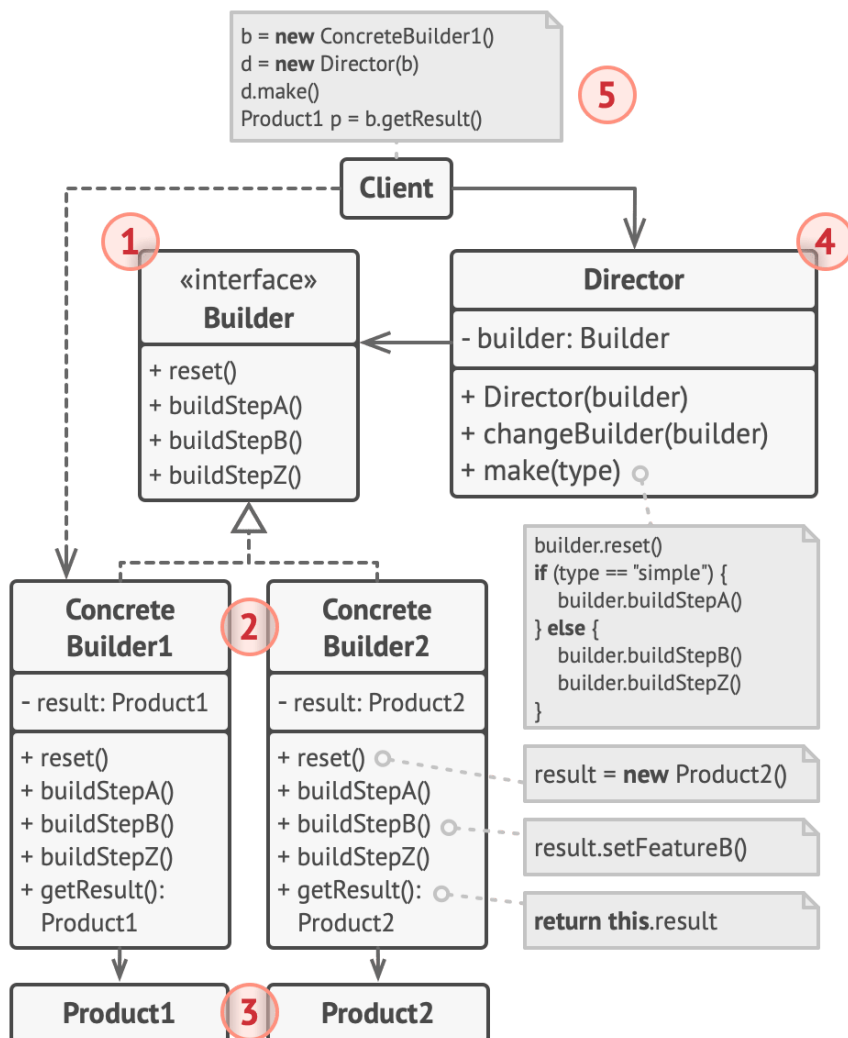 b = new ConcreteBuilder1()
d = new Director(b)
d.make()
Product1 p = b.getResult()
5
Client
1
«interface»
Builder
+ reset()
+ buildStepA()
+ buildStepB()
+ buildStepZ()
4
Director
- builder: Builder
+ Director(builder)
+ changeBuilder(builder)
+ make(type)
builder.reset()
if (type == "simple") {
builder.buildStepA()
} else {
builder.buildStepB()
builder.buildStepZ()
}
Concrete
Builder1
- result: Product1
+ reset()
+ buildStepA()
+ buildStepB()
+ buildStepZ()
+ getResult():
Product1
2
Concrete
Builder2
- result: Product2
+ reset()
+ buildStepA()
+ buildStepB()
+ buildStepZ()
+ getResult():
Product2
result = new Product2()
result.setFeatureB()
return this.result
Product1
3
Product2